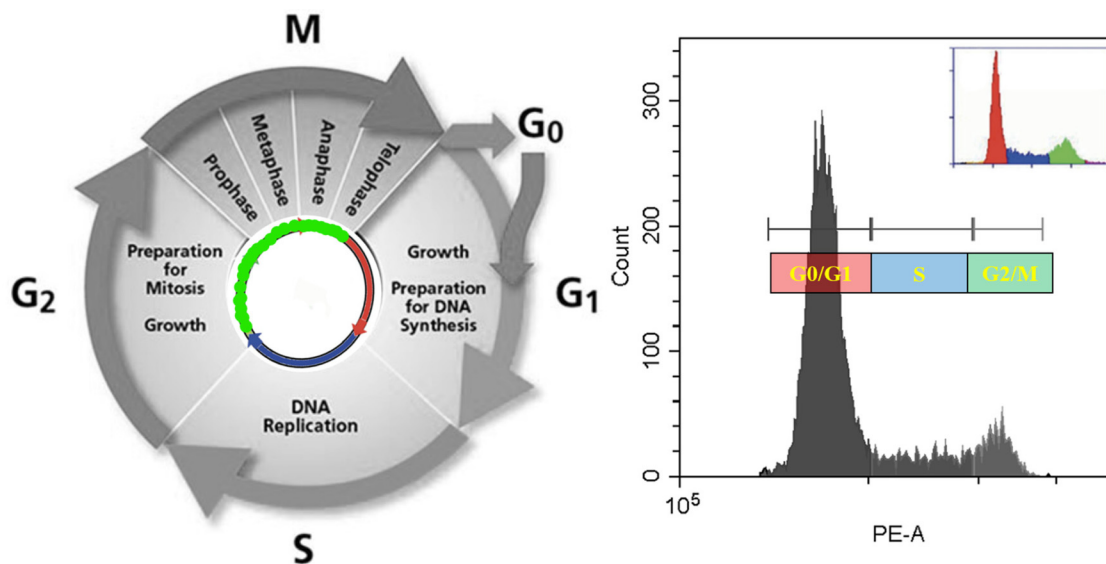 M
Prophase
Metaphase
Anaphase
Telophase
G0
Preparation
for
Mitosis
Growth
G2
Growth
Preparation
for DNA
Synthesis
G1
DNA
Replication
S
Count
300
200
100
0
G0/G1
S
G2/M
10^5
PE-A